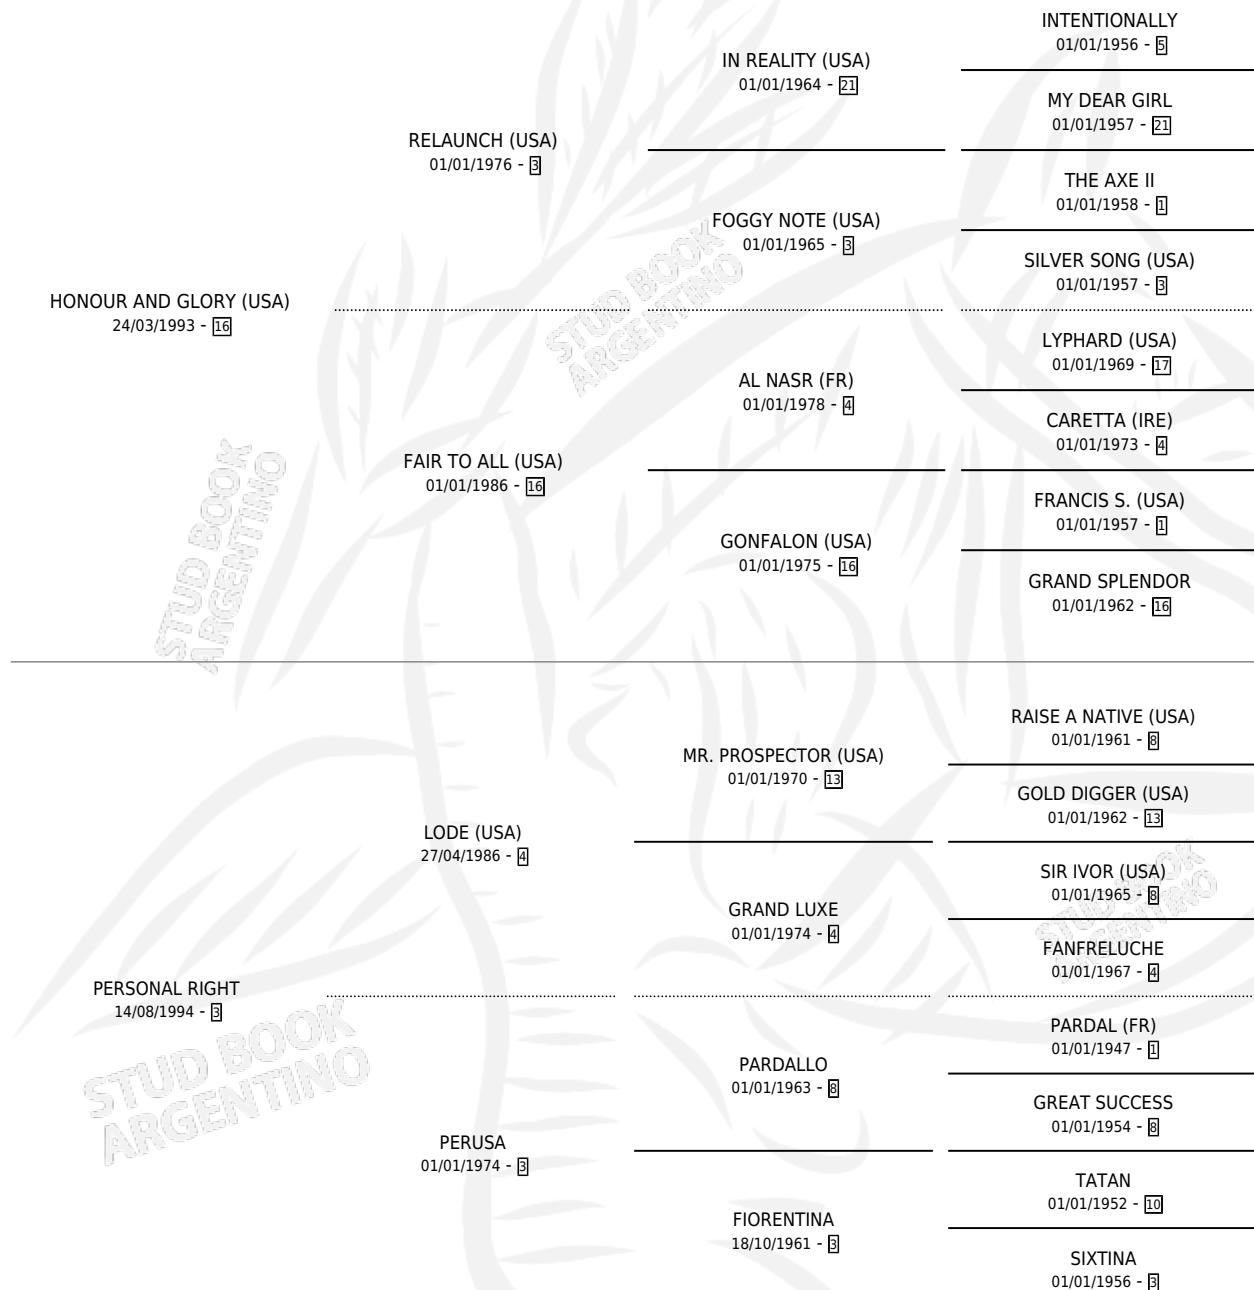 INTENTIONALLY
01/01/1956 - 5
IN REALITY (USA)
01/01/1964 - 21
MY DEAR GIRL
01/01/1957 - 21
RELAUNCH (USA)
01/01/1976 - 3
THE AXE II
01/01/1958 - 1
FOGGY NOTE (USA)
01/01/1965 - 3
SILVER SONG (USA)
01/01/1957 - 3
HONOUR AND GLORY (USA)
24/03/1993 - 16
STUD BOOK
ARGENTINO
LYPHARD (USA)
01/01/1969 - 17
AL NASR (FR)
01/01/1978 - 4
CARETTA (IRE)
01/01/1973 - 4
FAIR TO ALL (USA)
01/01/1986 - 16
FRANCIS S. (USA)
01/01/1957 - 1
GONFALON (USA)
01/01/1975 - 16
GRAND SPLENDOR
01/01/1962 - 16
STUD BOOK
ARGENTINO
RAISE A NATIVE (USA)
01/01/1961 - 8
MR. PROSPECTOR (USA)
01/01/1970 - 13
GOLD DIGGER (USA)
01/01/1962 - 13
LODE (USA)
27/04/1986 - 4
SIR IVOR (USA)
01/01/1965 - 8
GRAND LUXE
01/01/1974 - 4
STUD BOOK
ARGENTINO
FANFRELUCHE
01/01/1967 - 4
PERSONAL RIGHT
14/08/1994 - 3
STUD BOOK
ARGENTINO
PARDAL (FR)
01/01/1947 - 1
PARDALLO
01/01/1963 - 8
GREAT SUCCESS
01/01/1954 - 8
PERUSA
01/01/1974 - 3
TATAN
01/01/1952 - 10
FIORENTINA
18/10/1961 - 3
SIXTINA
01/01/1956 - 3